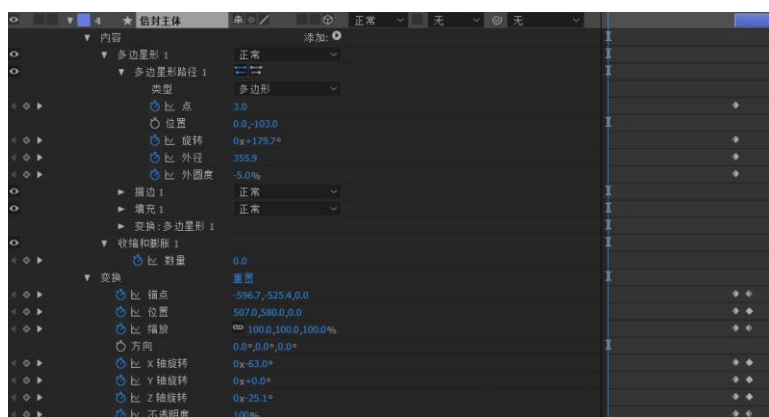 4 信封主体 正常 无 无
内容 添加:
多边星形 1 正常
多边星形路径 1
类型 多边形
点 3.0
位置 0.0,-103.0
旋转 0x+179.7°
外径 355.9
外圆度 -5.0%
描边 1 正常
填充 1 正常
变换:多边星形 1
收缩和膨胀 1
数量 0.0
变换 重置
锚点 -596.7,-525.4,0.0
位置 507.0,580.0,0.0
缩放 100.0,100.0,100.0%
方向 0.0°,0.0°,0.0°
X 轴旋转 0x-63.0°
Y 轴旋转 0x+0.0°
Z 轴旋转 0x-25.1°
不透明度 100%